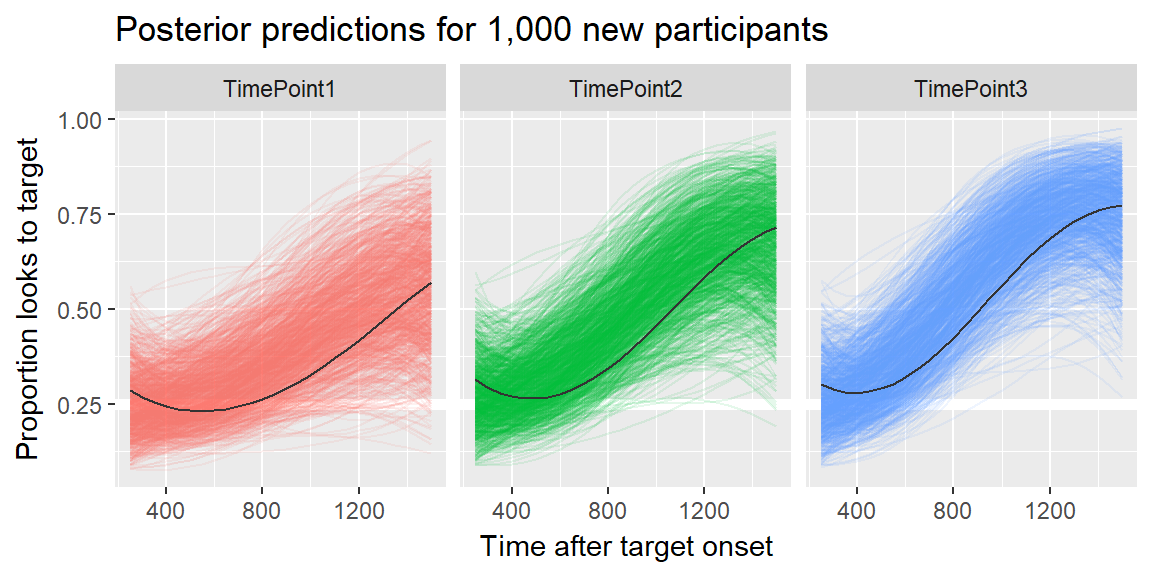 Posterior predictions for 1,000 new participants
TimePoint1
TimePoint2
TimePoint3
Proportion looks to target
1.00
0.75
0.50
0.25
400
800
1200
400
800
1200
400
800
1200
Time after target onset